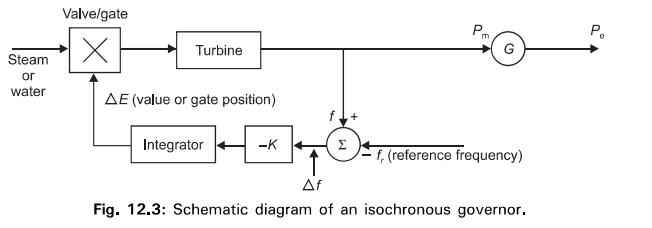 Valve/gate
Steam
or
water
Turbine
Pm
G
Pe
ΔE (value or gate position)
f +
Integrator
–K
Σ
– fr (reference frequency)
Δf
Fig. 12.3: Schematic diagram of an isochronous governor.